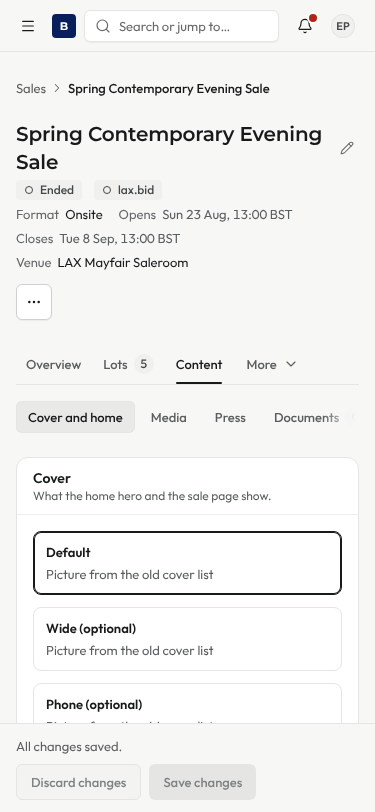 B
Search or jump to...
EP
Sales > Spring Contemporary Evening Sale
Spring Contemporary Evening
Sale
Ended
lax.bid
Format Onsite Opens Sun 23 Aug, 13:00 BST
Closes Tue 8 Sep, 13:00 BST
Venue LAX Mayfair Saleroom
Overview Lots 5 Content More
Cover and home Media Press Documents
Cover
What the home hero and the sale page show.
Default
Picture from the old cover list
Wide (optional)
Picture from the old cover list
Phone (optional)
All changes saved.
Discard changes Save changes